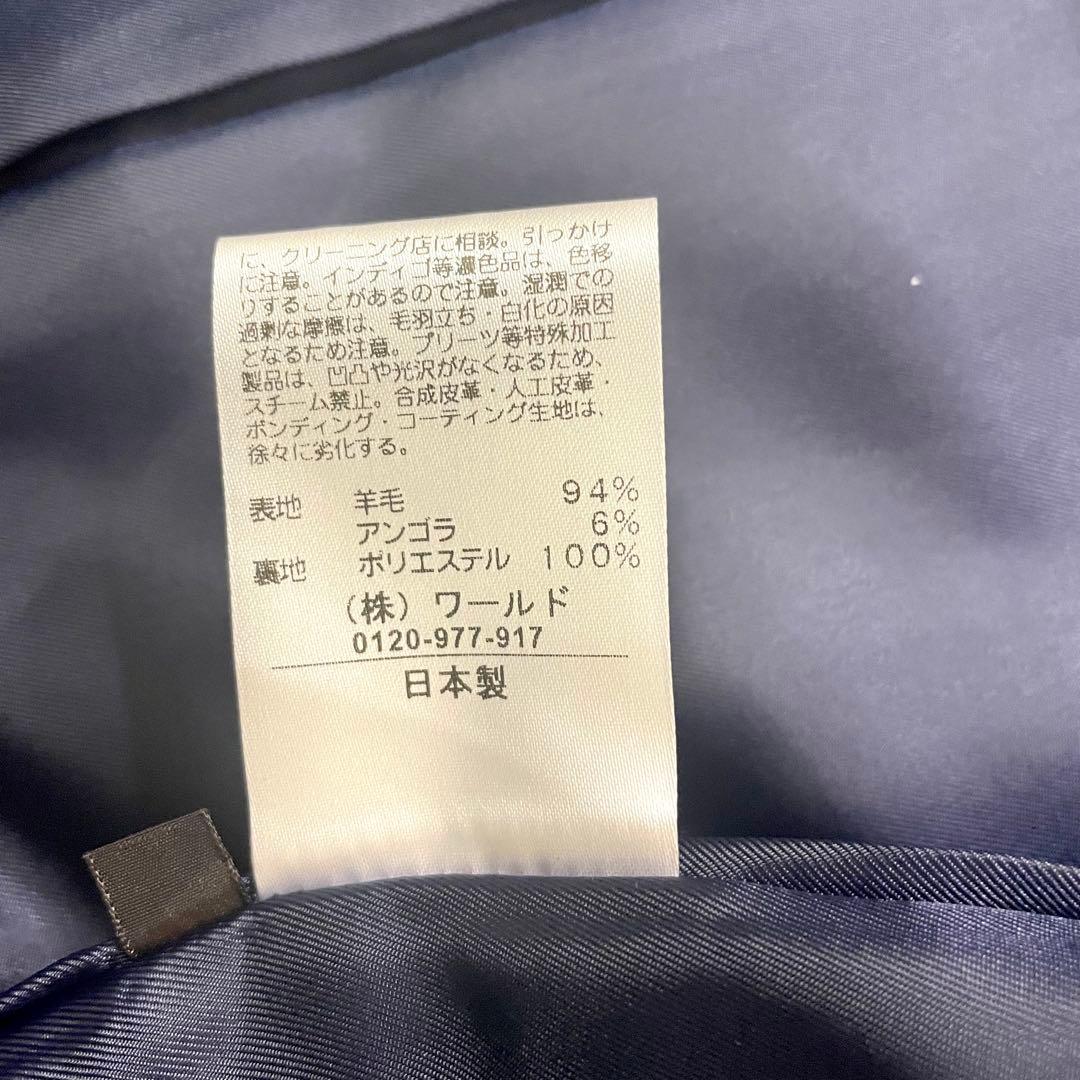 に、クリーニング店に相談。引っかけ
に注意。インディゴ等濃色品は、色移
りすることがあるので注意。湿潤での
過剰な摩擦は、毛羽立ち・白化の原因
となるため注意。プリーツ等特殊加工
製品は、凹凸や光沢がなくなるため、
スチーム禁止。合成皮革・人工皮革・
ボンディング・コーティング生地は、
徐々に劣化する。
表地 羊毛 94%
アンゴラ 6%
裏地 ポリエステル 100%
(株)ワールド
0120-977-917
日本製